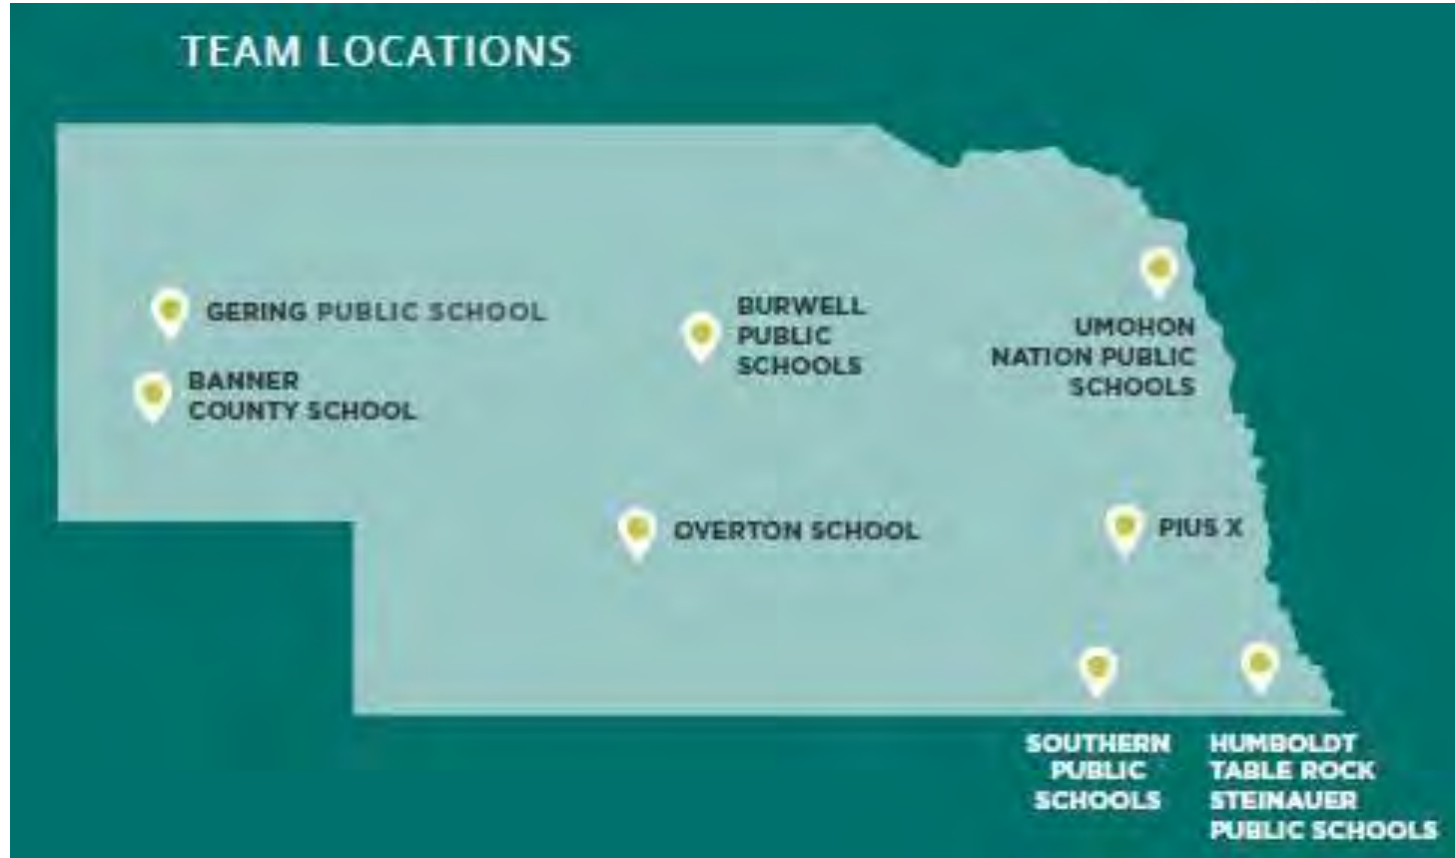 TEAM LOCATIONS
GERING PUBLIC SCHOOL
BANNER
COUNTY SCHOOL
BURWELL
PUBLIC
SCHOOLS
UMOHON
NATION PUBLIC
SCHOOLS
OVERTON SCHOOL
PIUS X
SOUTHERN
PUBLIC
SCHOOLS
HUMBOLDT
TABLE ROCK
STEINAUER
PUBLIC SCHOOLS